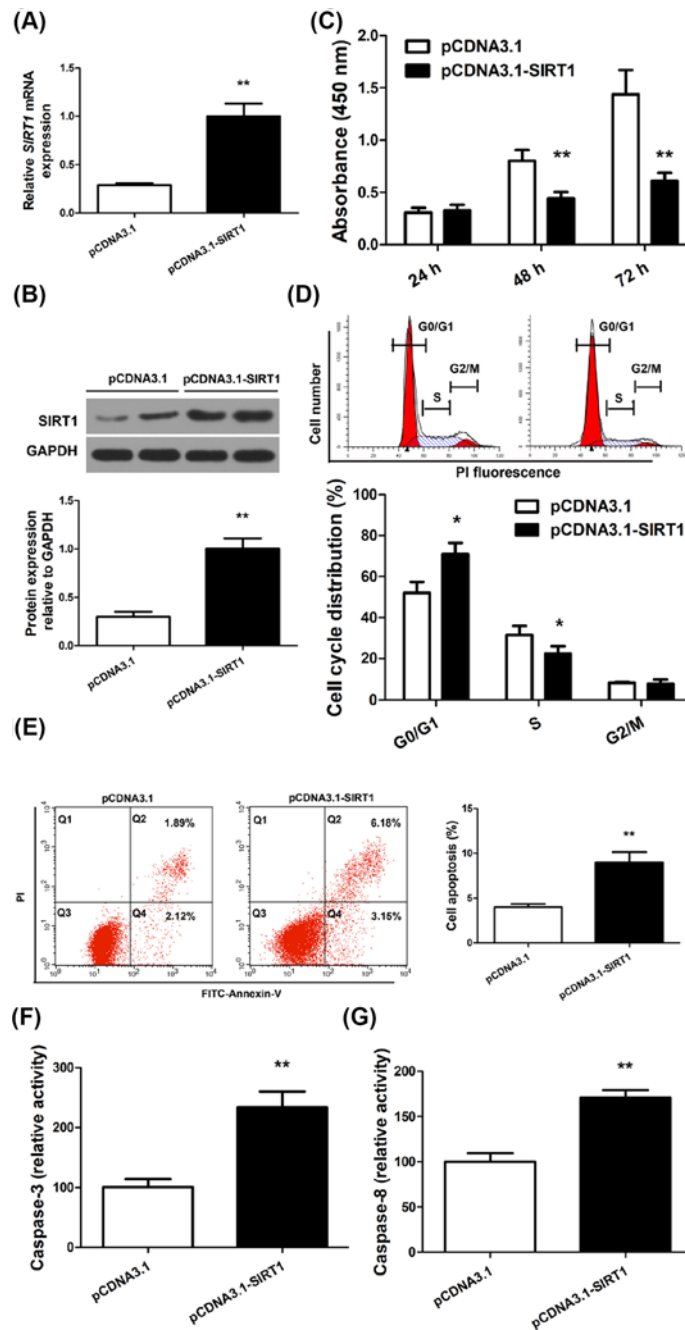 (A)
Relative SIRT1 mRNA
expression
1.5
1.0
0.5
0.0
**
pCDNA3.1
pCDNA3.1-SIRT1
(C)
pCDNA3.1
pCDNA3.1-SIRT1
Absorbance (450 nm)
2.0
1.5
1.0
0.5
0.0
**
**
24 h
48 h
72 h
(B)
pCDNA3.1
pCDNA3.1-SIRT1
SIRT1
GAPDH
Protein expression
relative to GAPDH
1.5
1.0
0.5
0.0
**
pCDNA3.1
pCDNA3.1-SIRT1
(D)
Cell number
G0/G1
G2/M
S
G0/G1
G2/M
S
PI fluorescence
pCDNA3.1
pCDNA3.1-SIRT1
Cell cycle distribution (%)
100
80
60
40
20
0
*
*
G0/G1
S
G2/M
(E)
pCDNA3.1
Q1
Q2
1.89%
Q3
Q4
2.12%
pCDNA3.1-SIRT1
Q1
Q2
6.18%
Q3
Q4
3.15%
PI
FITC-Annexin-V
Cell apoptosis (%)
15
10
5
0
**
pCDNA3.1
pCDNA3.1-SIRT1
(F)
Caspase-3 (relative activity)
300
200
100
0
**
pCDNA3.1
pCDNA3.1-SIRT1
(G)
Caspase-8 (relative activity)
200
150
100
50
0
**
pCDNA3.1
pCDNA3.1-SIRT1